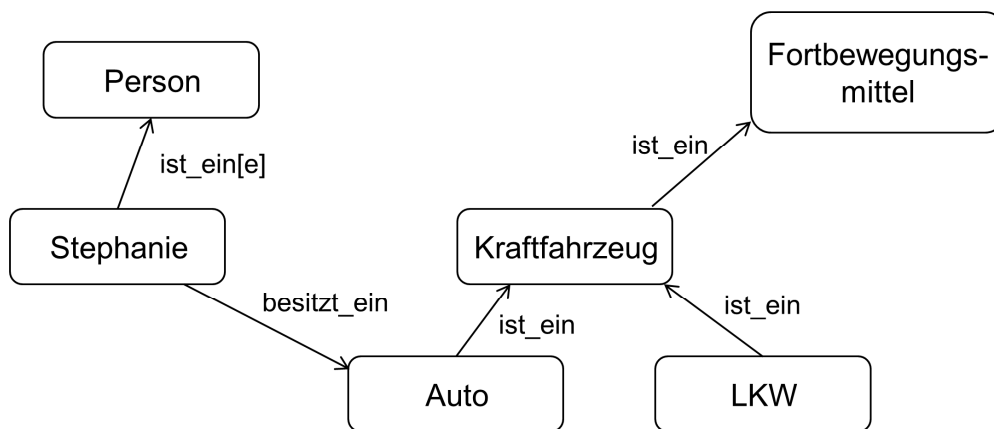 Fortbewegungs-
mittel
Person
ist_ein
ist_ein[e]
Stephanie
Kraftfahrzeug
besitzt_ein
ist_ein
ist_ein
Auto
LKW